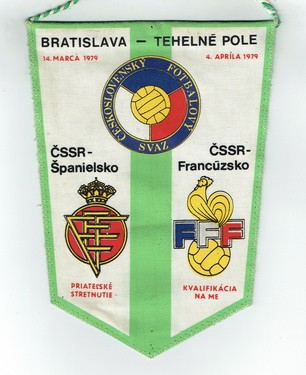 BRATISLAVA - TEHELNÉ POLE
14. MARCA 1979
4. APRÍLA 1979
ČESKOSLOVENSKÝ FOTBALOVÝ SVAZ
ČSSR-
Španielsko
ČSSR-
Francúzsko
FFF
PRIATEĽSKÉ
STRETNUTIE
KVALIFIKÁCIA
NA ME